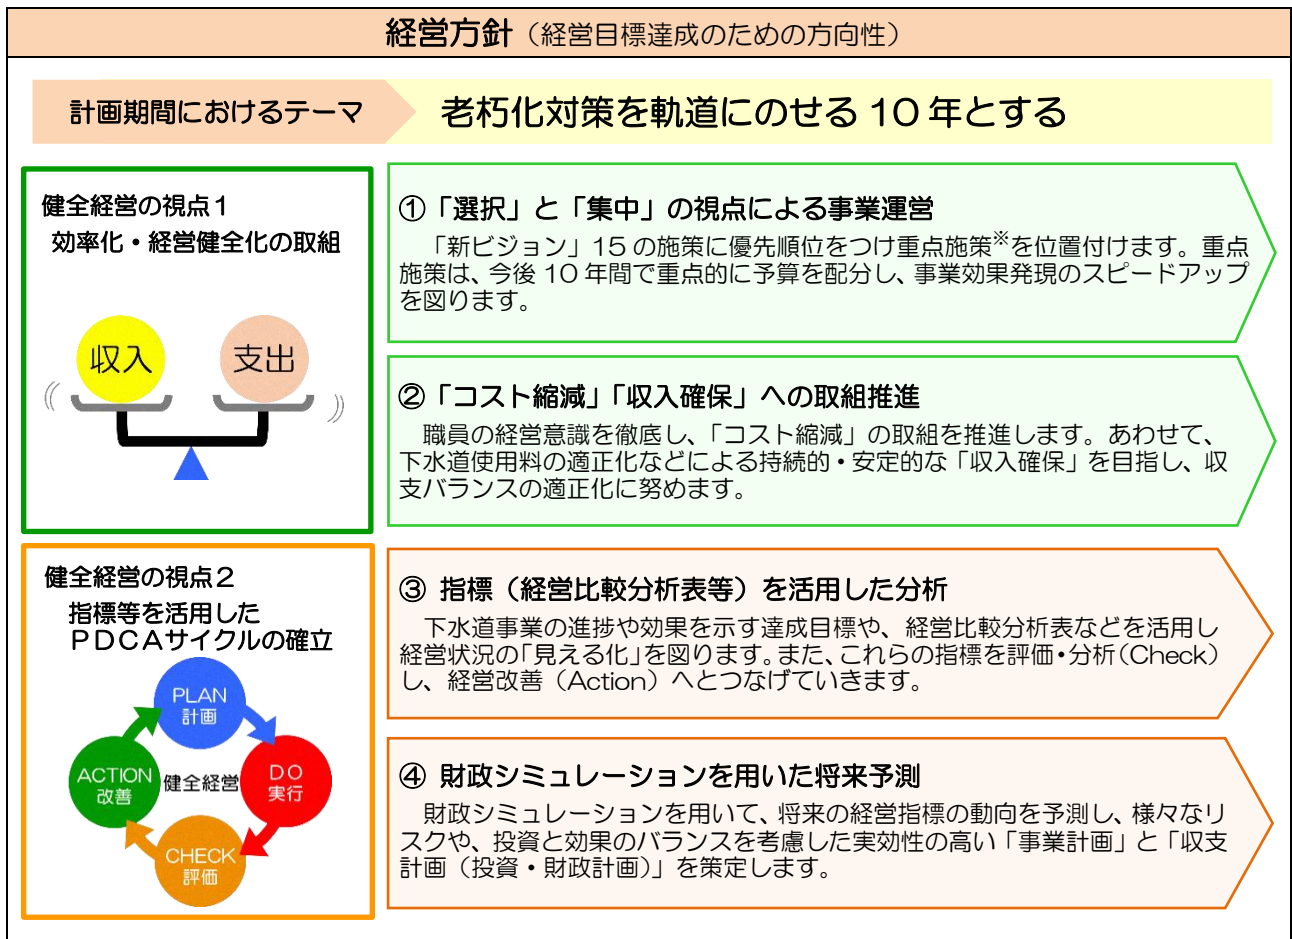 経営方針（経営目標達成のための方向性）
計画期間におけるテーマ
老朽化対策を軌道にのせる 10 年とする
健全経営の視点１
効率化・経営健全化の取組
収入
支出
①「選択」と「集中」の視点による事業運営
「新ビジョン」15 の施策に優先順位をつけ重点施策※を位置付けます。重点
施策は、今後 10 年間で重点的に予算を配分し、事業効果発現のスピードアップ
を図ります。
②「コスト縮減」「収入確保」への取組推進
職員の経営意識を徹底し、「コスト縮減」の取組を推進します。あわせて、
下水道使用料の適正化などによる持続的・安定的な「収入確保」を目指し、収
支バランスの適正化に努めます。
健全経営の視点２
指標等を活用した
ＰＤＣＡサイクルの確立
PLAN
計画
ACTION
改善
健全経営
ＤＯ
実行
CHECK
評価
③ 指標（経営比較分析表等）を活用した分析
下水道事業の進捗や効果を示す達成目標や、経営比較分析表などを活用し
経営状況の「見える化」を図ります。また、これらの指標を評価・分析（Check）
し、経営改善（Action）へとつなげていきます。
④ 財政シミュレーションを用いた将来予測
財政シミュレーションを用いて、将来の経営指標の動向を予測し、様々なリ
スクや、投資と効果のバランスを考慮した実効性の高い「事業計画」と「収支
計画（投資・財政計画）」を策定します。